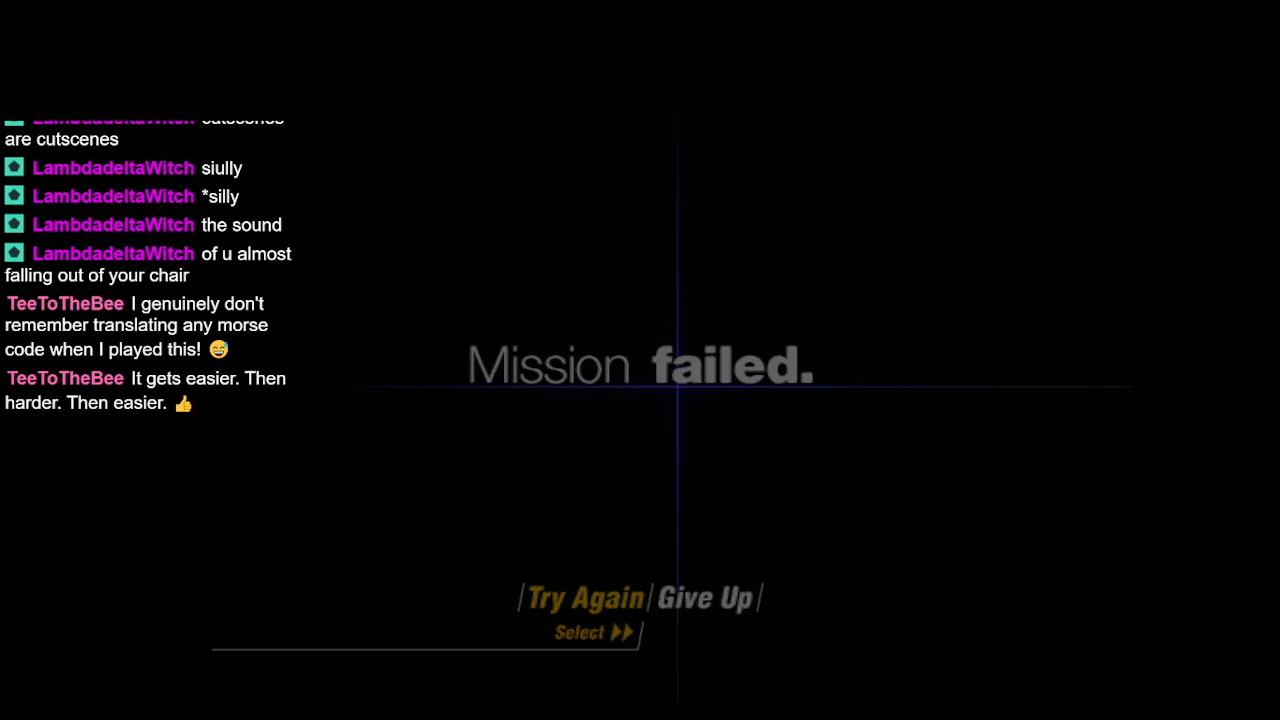 are cutscenes
LambdadeltaWitch siully
LambdadeltaWitch *silly
LambdadeltaWitch the sound
LambdadeltaWitch of u almost
falling out of your chair
TeeToTheBee I genuinely don't
remember translating any morse
code when I played this! 😅
TeeToTheBee It gets easier. Then
harder. Then easier. 👍
Mission failed.
Try Again Give Up
Select